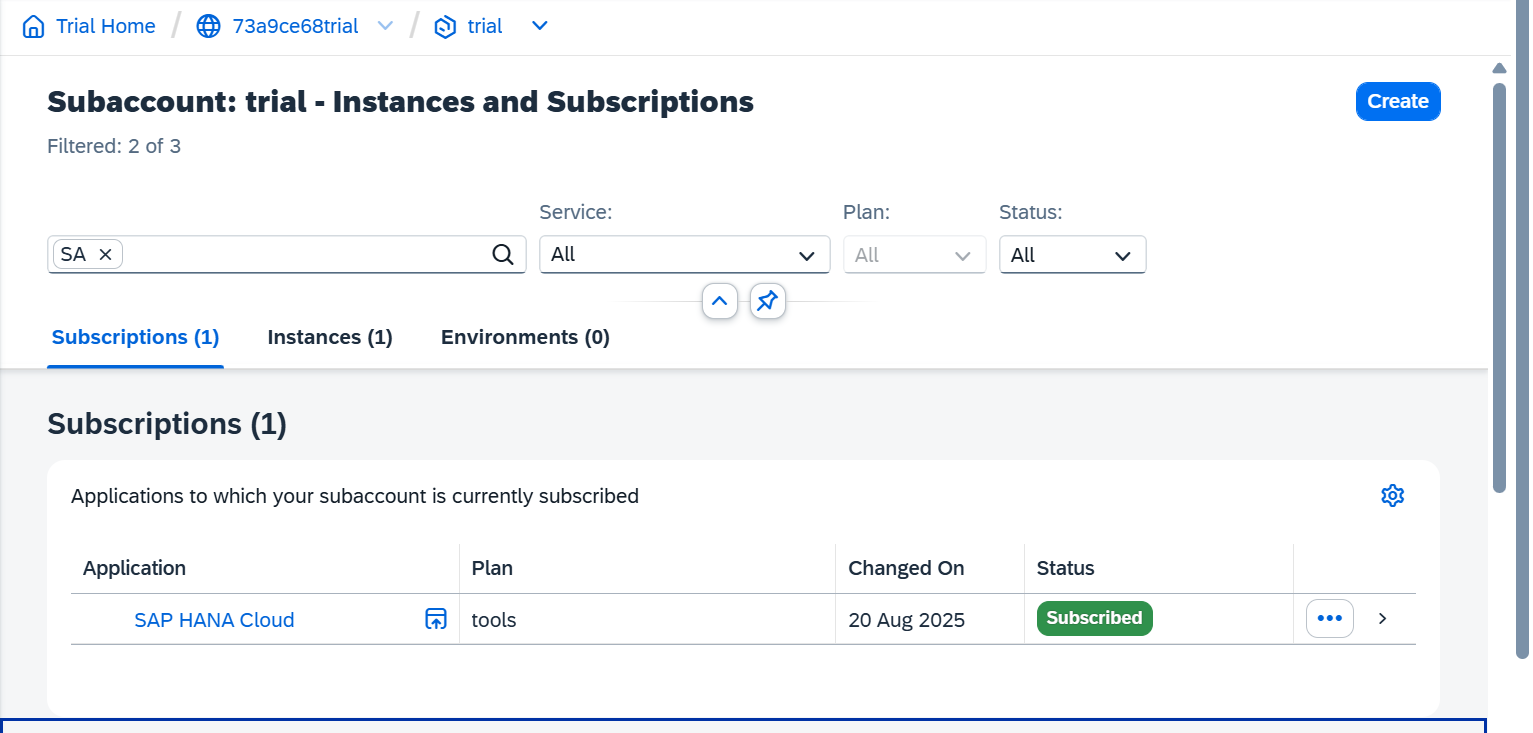 Trial Home / 73a9ce68trial / trial
Subaccount: trial - Instances and Subscriptions
Create
Filtered: 2 of 3
Service:
Plan:
Status:
SA
All
All
All
Subscriptions (1)
Instances (1)
Environments (0)
Subscriptions (1)
Applications to which your subaccount is currently subscribed
Application
Plan
Changed On
Status
SAP HANA Cloud
tools
20 Aug 2025
Subscribed